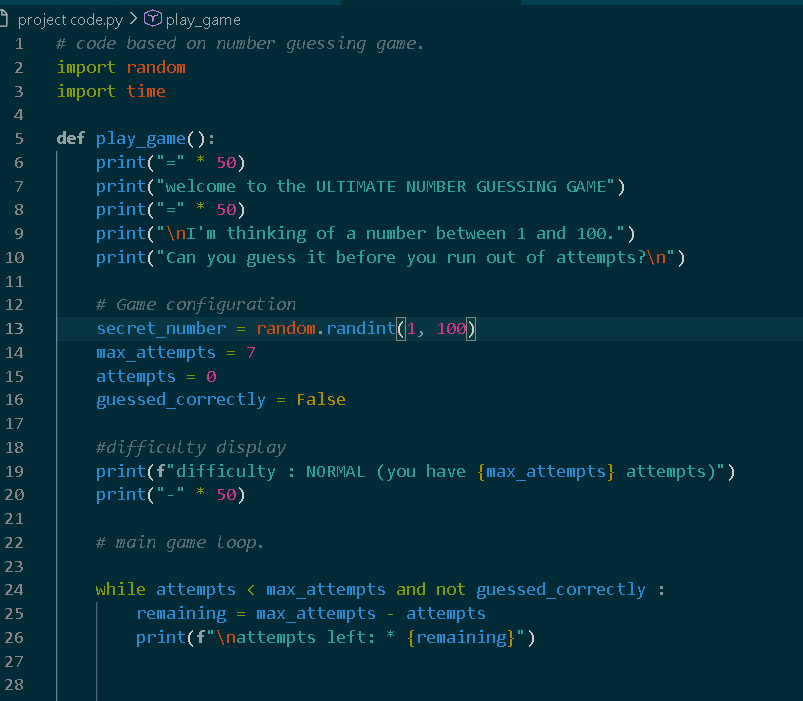 project code.py > play_game
1 # code based on number guessing game.
2 import random
3 import time
4
5 def play_game():
6     print("=" * 50)
7     print("welcome to the ULTIMATE NUMBER GUESSING GAME")
8     print("=" * 50)
9     print("\nI'm thinking of a number between 1 and 100.")
10     print("Can you guess it before you run out of attempts?\n")
11
12     # Game configuration
13     secret_number = random.randint(1, 100)
14     max_attempts = 7
15     attempts = 0
16     guessed_correctly = False
17
18     #difficulty display
19     print(f"difficulty : NORMAL (you have {max_attempts} attempts)")
20     print("-" * 50)
21
22     # main game loop.
23
24     while attempts < max_attempts and not guessed_correctly :
25         remaining = max_attempts - attempts
26         print(f"\nattempts left: * {remaining}")
27
28